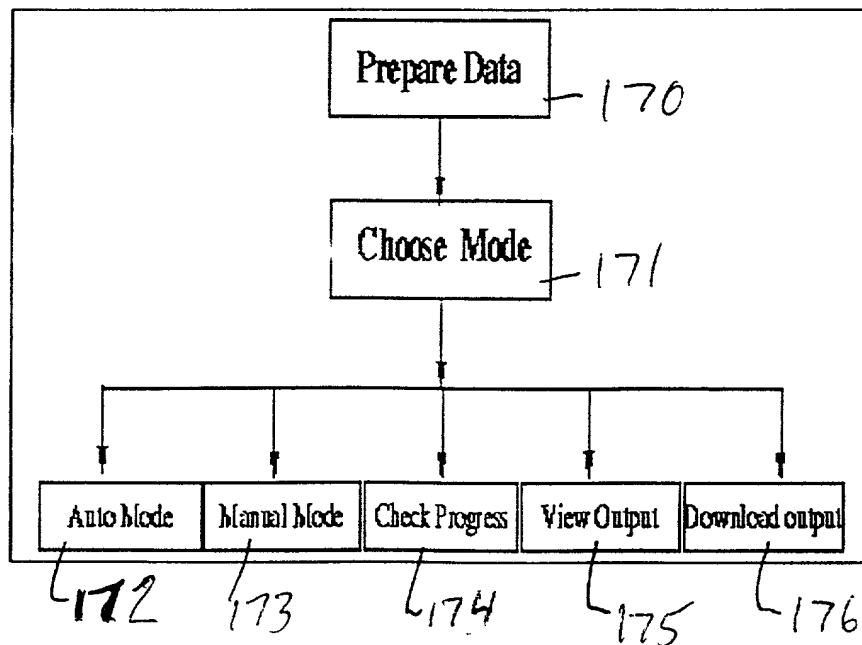 Prepare Data
170
Choose Mode
171
Auto Mode
Manual Mode
Check Progress
View Output
Download output
172
173
174
175
176